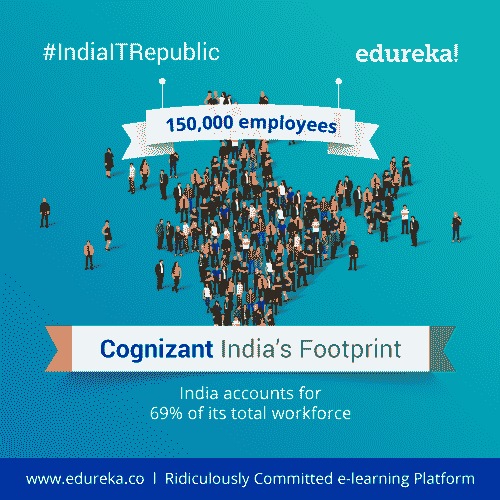 #IndiaITRepublic
edureka!
150,000 employees
Cognizant India's Footprint
India accounts for
69% of its total workforce
www.edureka.co | Ridiculously Committed e-learning Platform